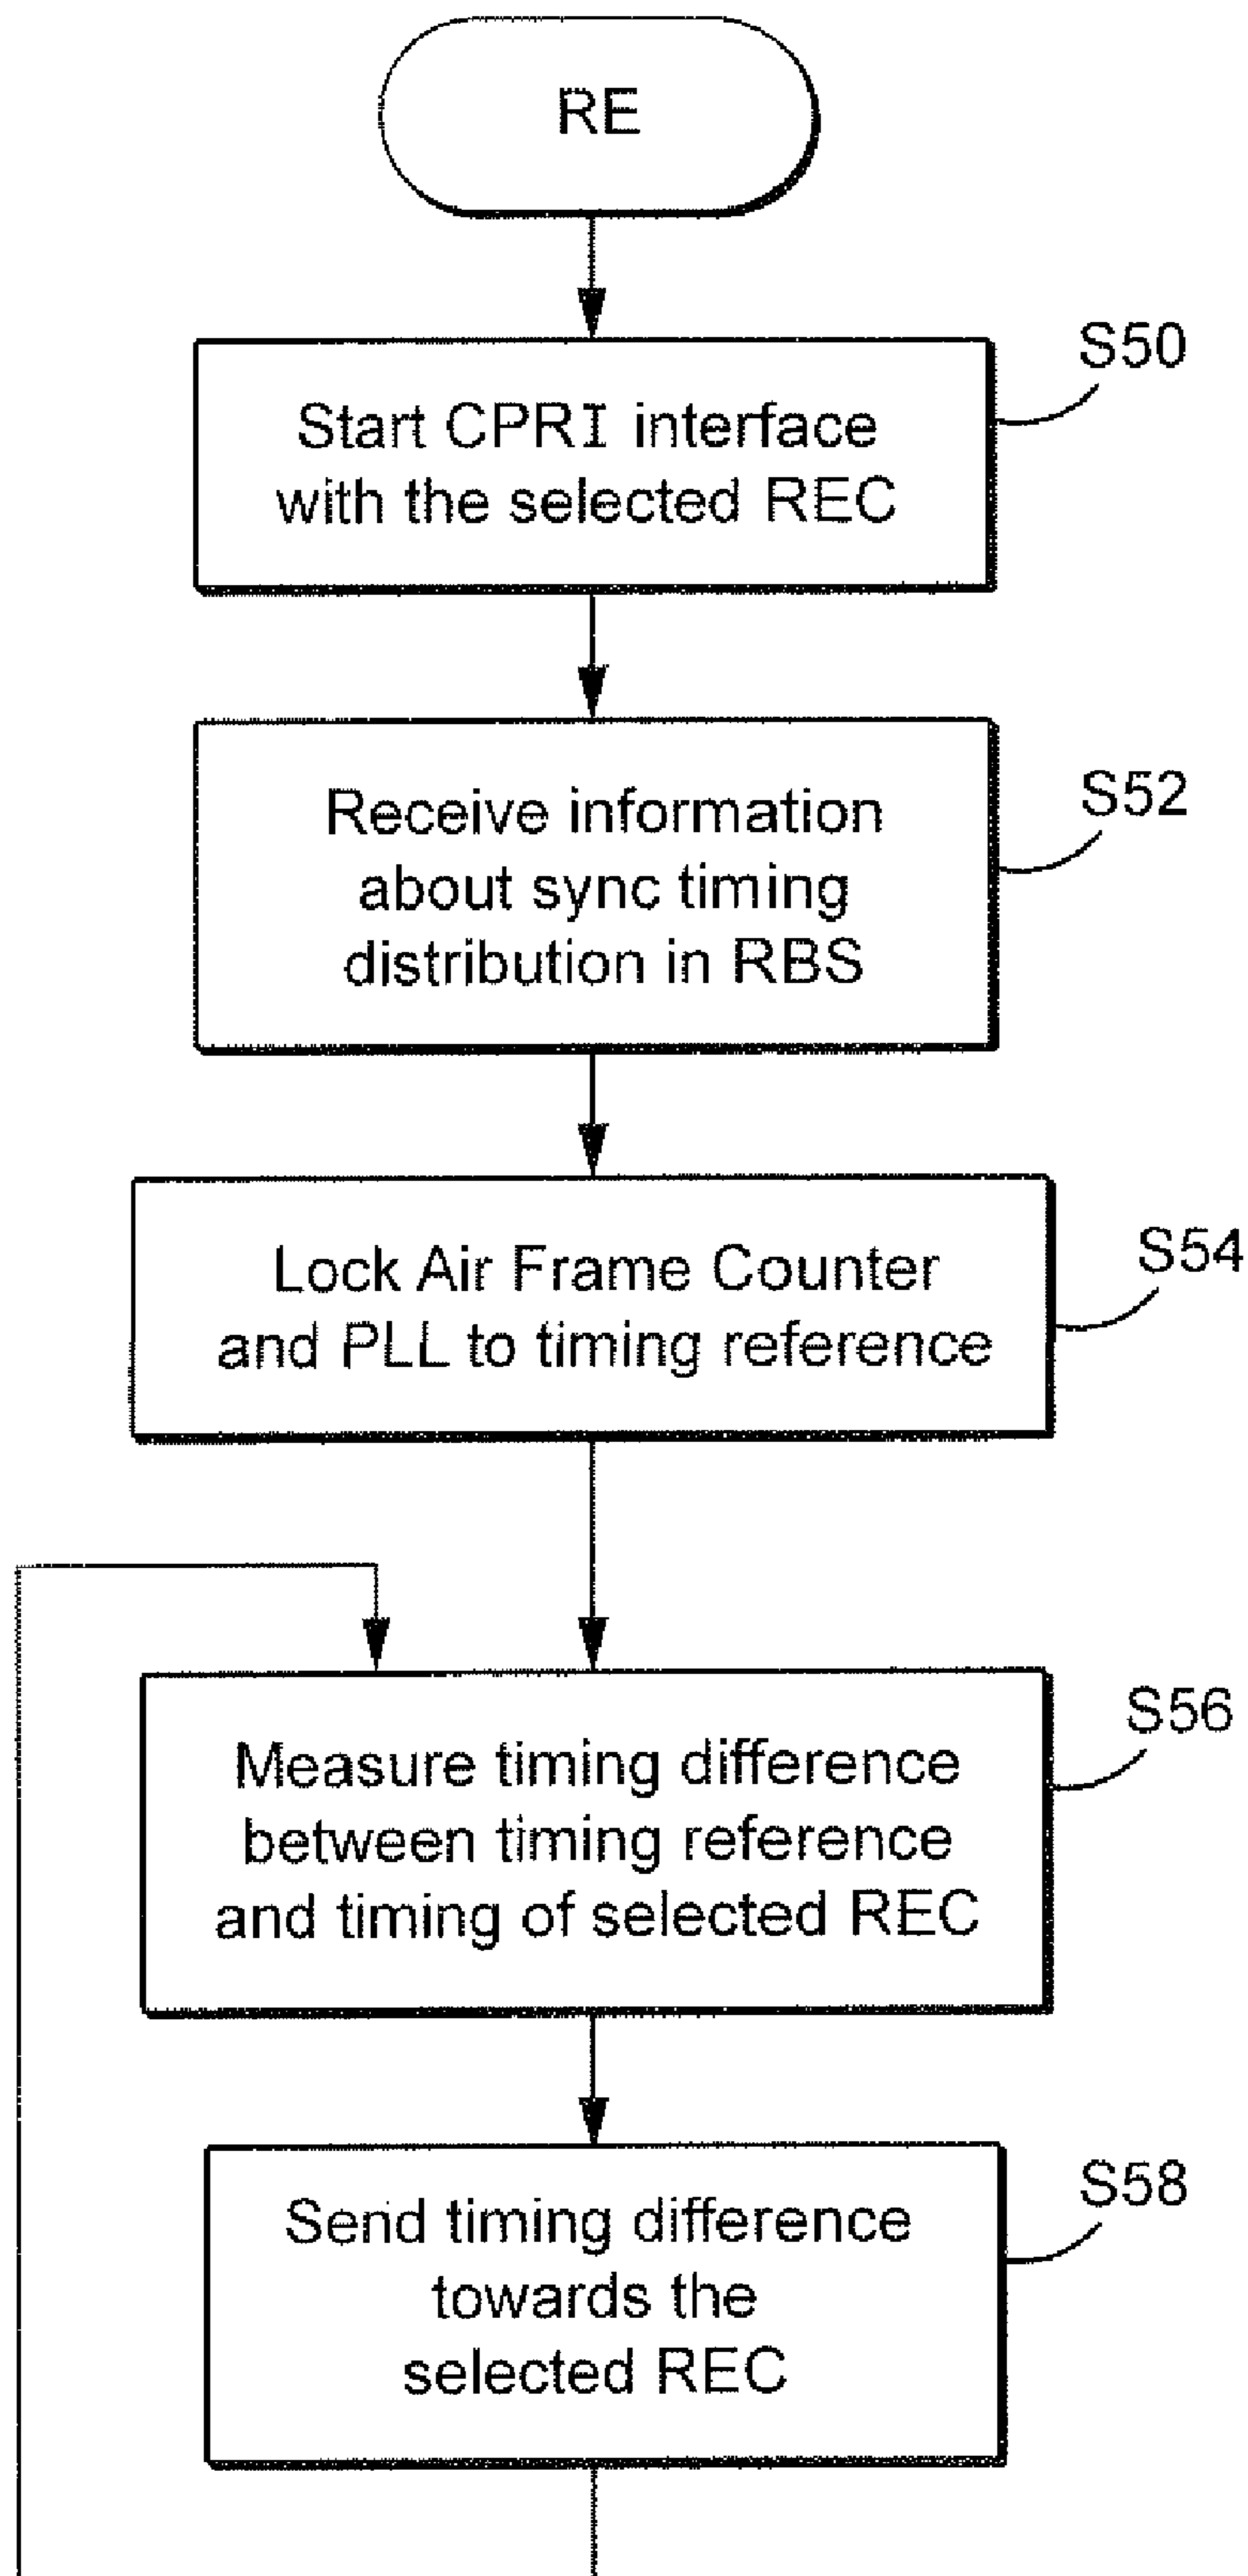 RE
Start CPRI interface
with the selected REC
S50
Receive information
about sync timing
distribution in RBS
S52
Lock Air Frame Counter
and PLL to timing reference
S54
Measure timing difference
between timing reference
and timing of selected REC
S56
Send timing difference
towards the
selected REC
S58